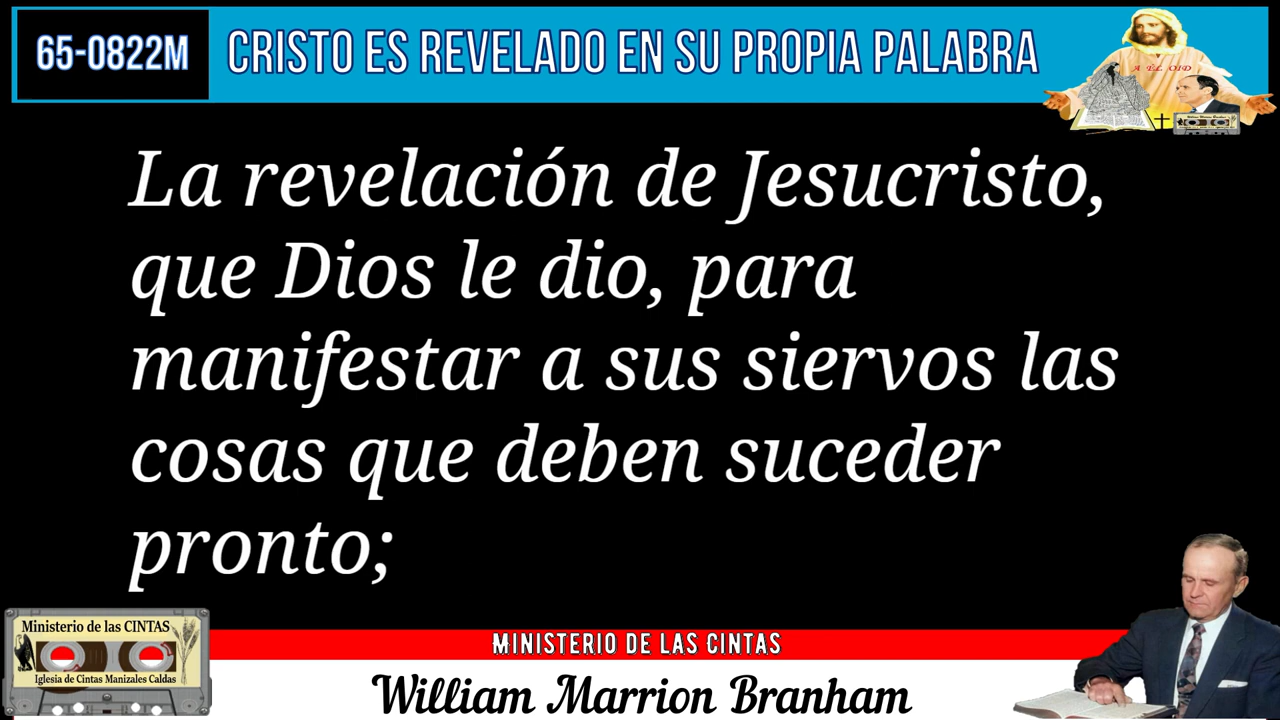 65-0822M
CRISTO ES REVELADO EN SU PROPIA PALABRA
A ÉL OID
La revelación de Jesucristo,
que Dios le dio, para
manifestar a sus siervos las
cosas que deben suceder
pronto;
Ministerio de las CINTAS
Iglesia de Cintas Manizales Caldas
MINISTERIO DE LAS CINTAS
William Marrion Branham